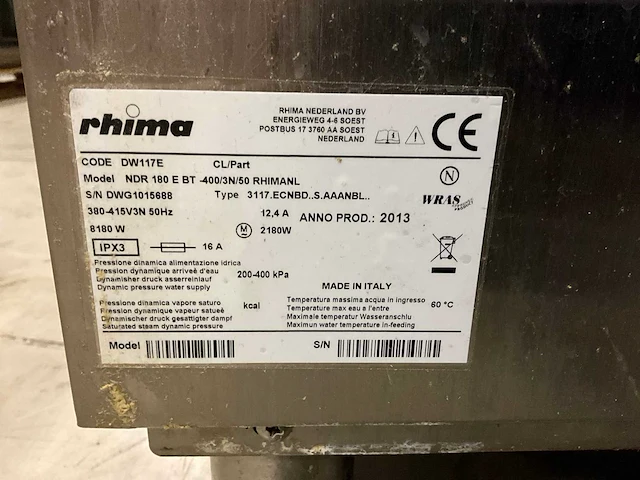 rhima
RHIMA NEDERLAND BV
ENERGIEWEG 4-6 SOEST
POSTBUS 17 3760 AA SOEST
NEDERLAND
CE
CODE DW117E CL/Part
Model NDR 180 E BT -400/3N/50 RHIMANL
S/N DWG1015688 Type 3117.ECNBD..S.AAANBL..
N
WRAS
380-415V3N 50Hz 12,4 A ANNO PROD.: 2013
8180 W M 2180W
IPX3 16 A
Pressione dinamica alimentazione idrica
Pression dynamique arrivé d'eau
Dynamisher druck asserreinlauf
Dynamic pressure water supply
200-400 kPa
MADE IN ITALY
Pressione dinamica vapore saturo
Pression dynamique vapeur satueè
Dynamischer druck gesattigter dampf
Saturated steam dynamic pressure
kcal
Temperatura massima acqua in ingresso
Temperature max eau a l'entre
Maximale temperatur Wasseranschlu
Maximun water temperature in-feeding
60 °C
Model S/N